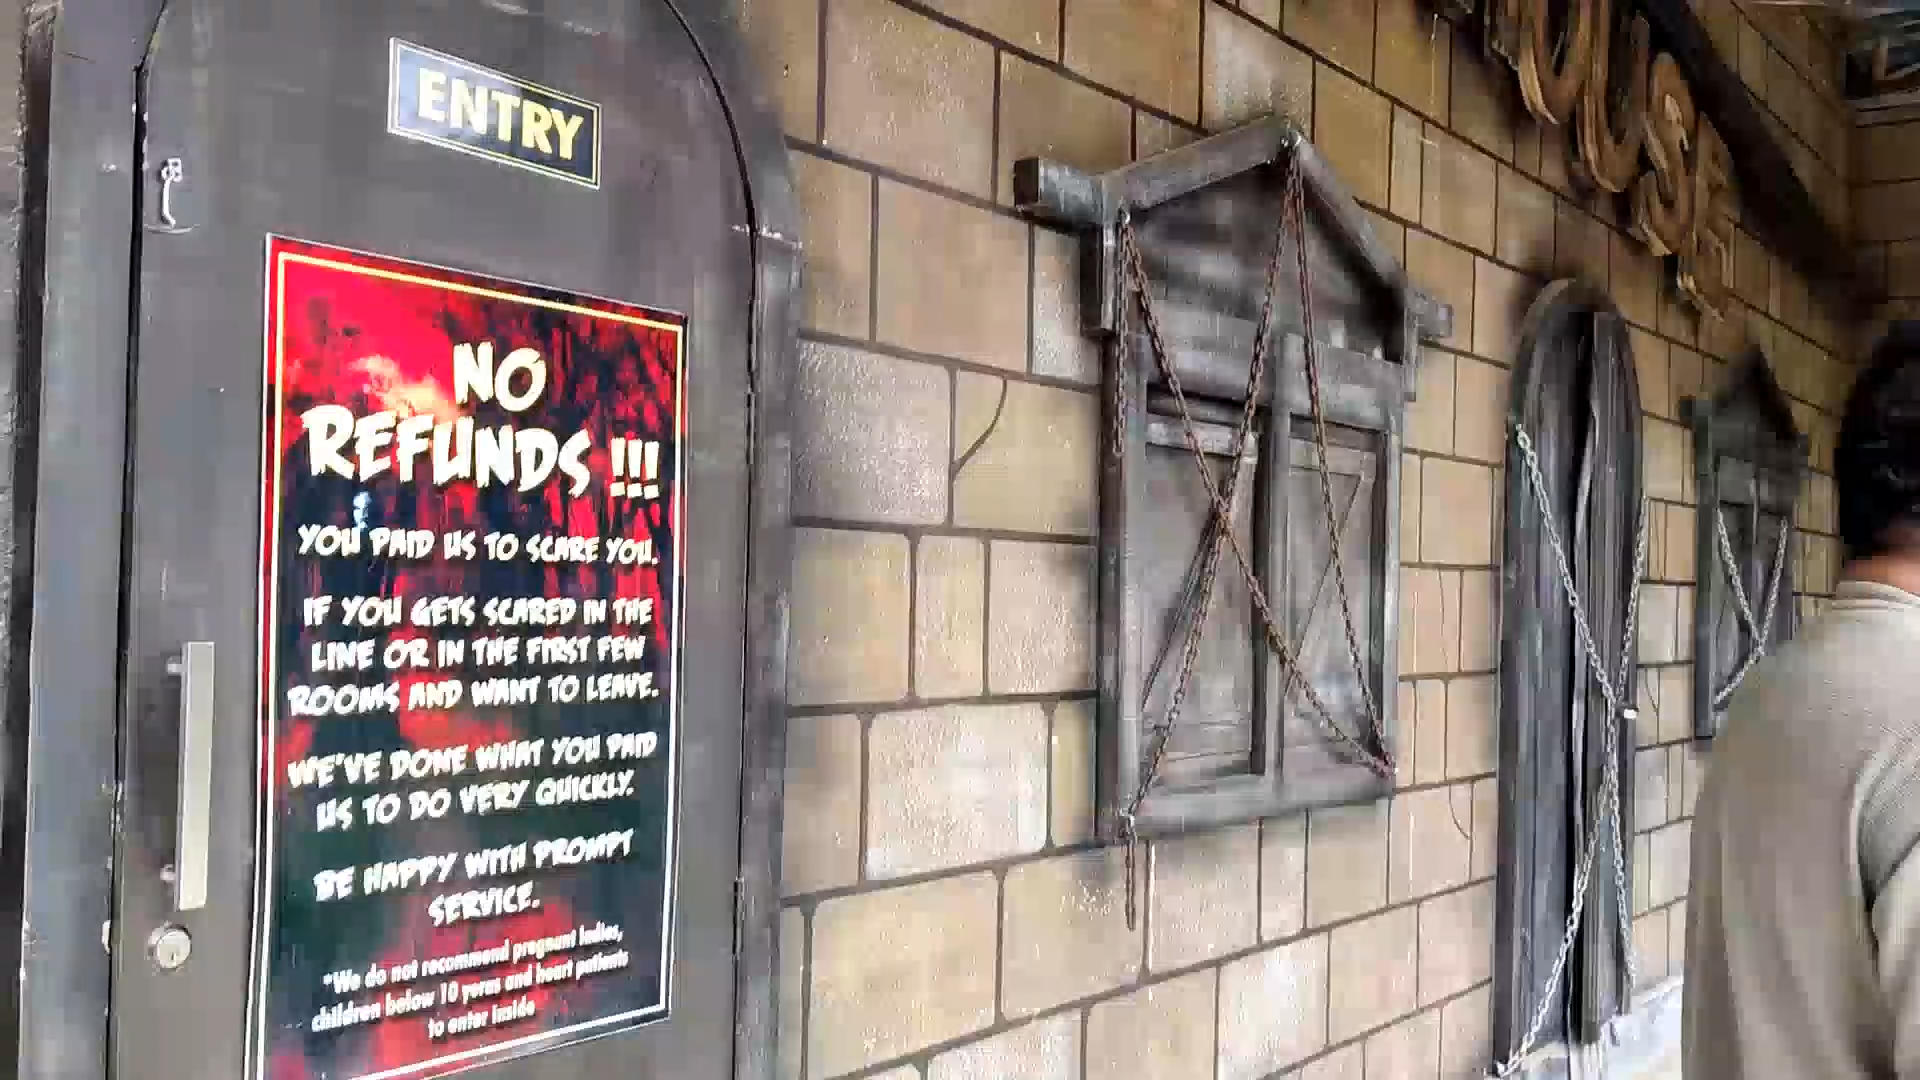 ENTRY
NO
REFUNDS !!!
YOU PAID US TO SCARE YOU.
IF YOU GETS SCARED IN THE
LINE OR IN THE FIRST FEW
ROOMS AND WANT TO LEAVE.
WE'VE DONE WHAT YOU PAID
US TO DO VERY QUICKLY.
BE HAPPY WITH PROMPT
SERVICE.
*We do not recommend pregnant ladies,
children below 10 yeras and heart patients
to enter inside
OUSE